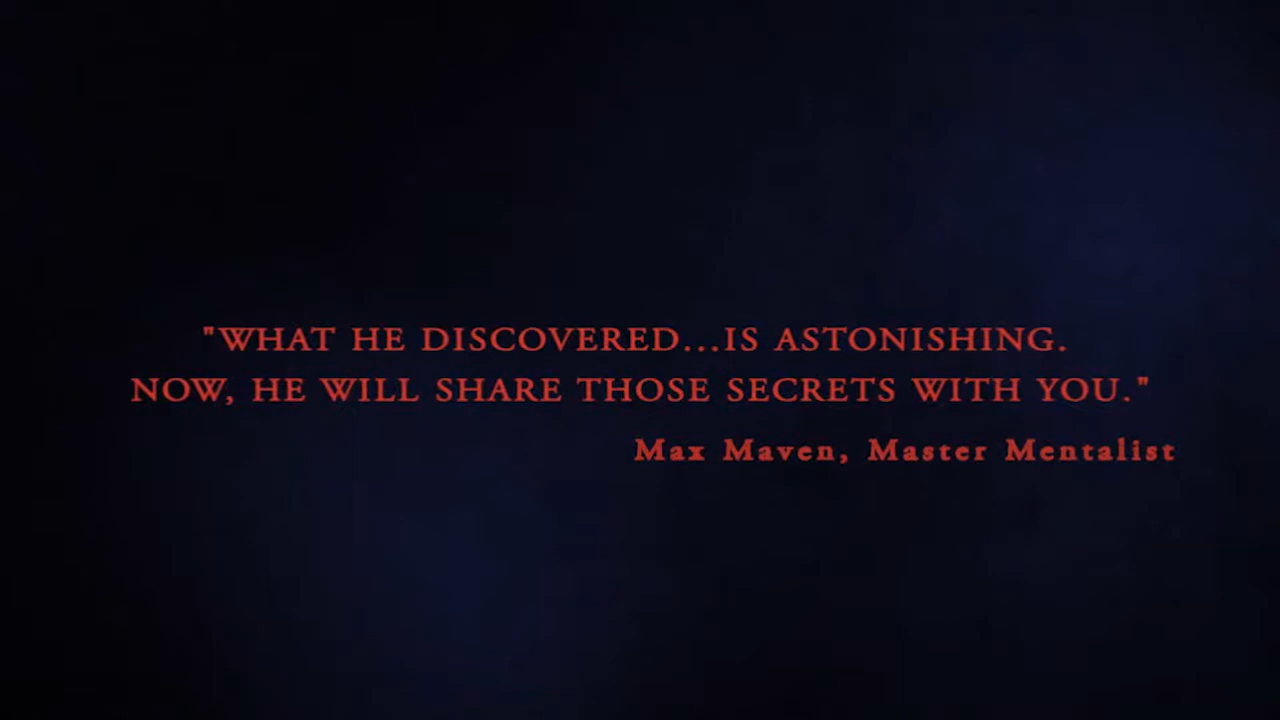 "WHAT HE DISCOVERED...IS ASTONISHING.
NOW, HE WILL SHARE THOSE SECRETS WITH YOU."
Max Maven, Master Mentalist